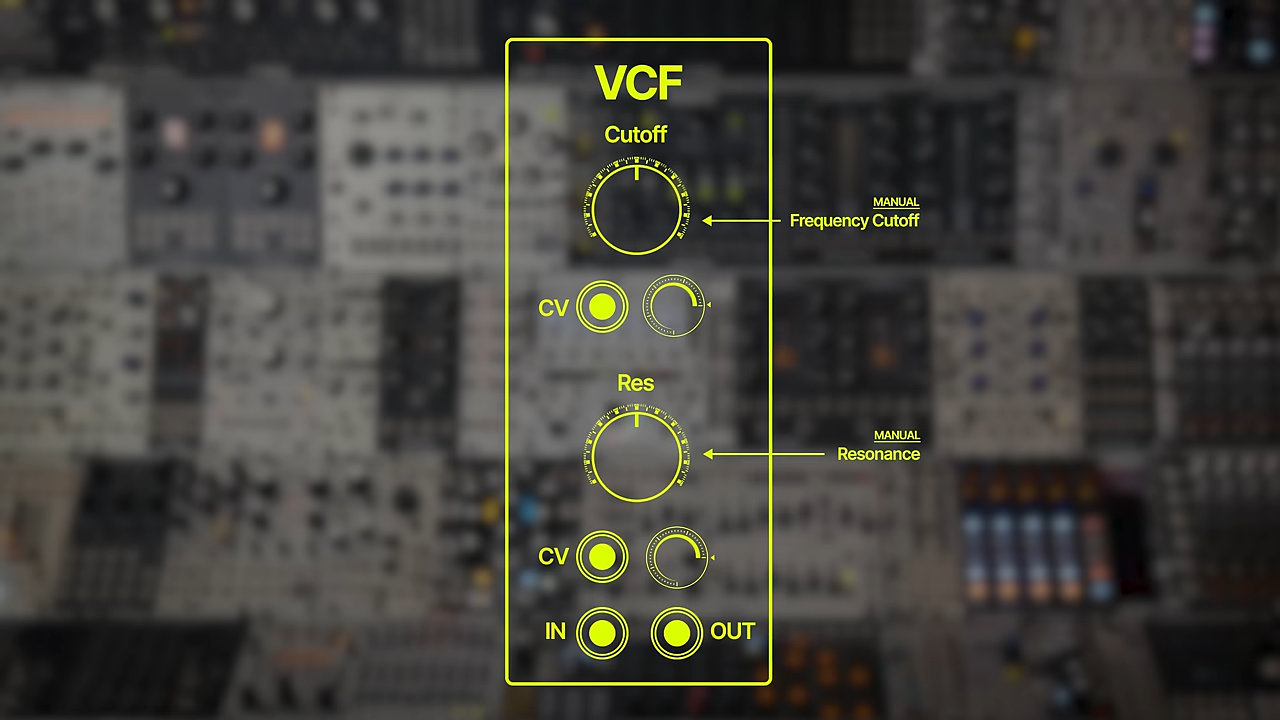 VCF
Cutoff
MANUAL
Frequency Cutoff
CV
Res
MANUAL
Resonance
CV
IN
OUT